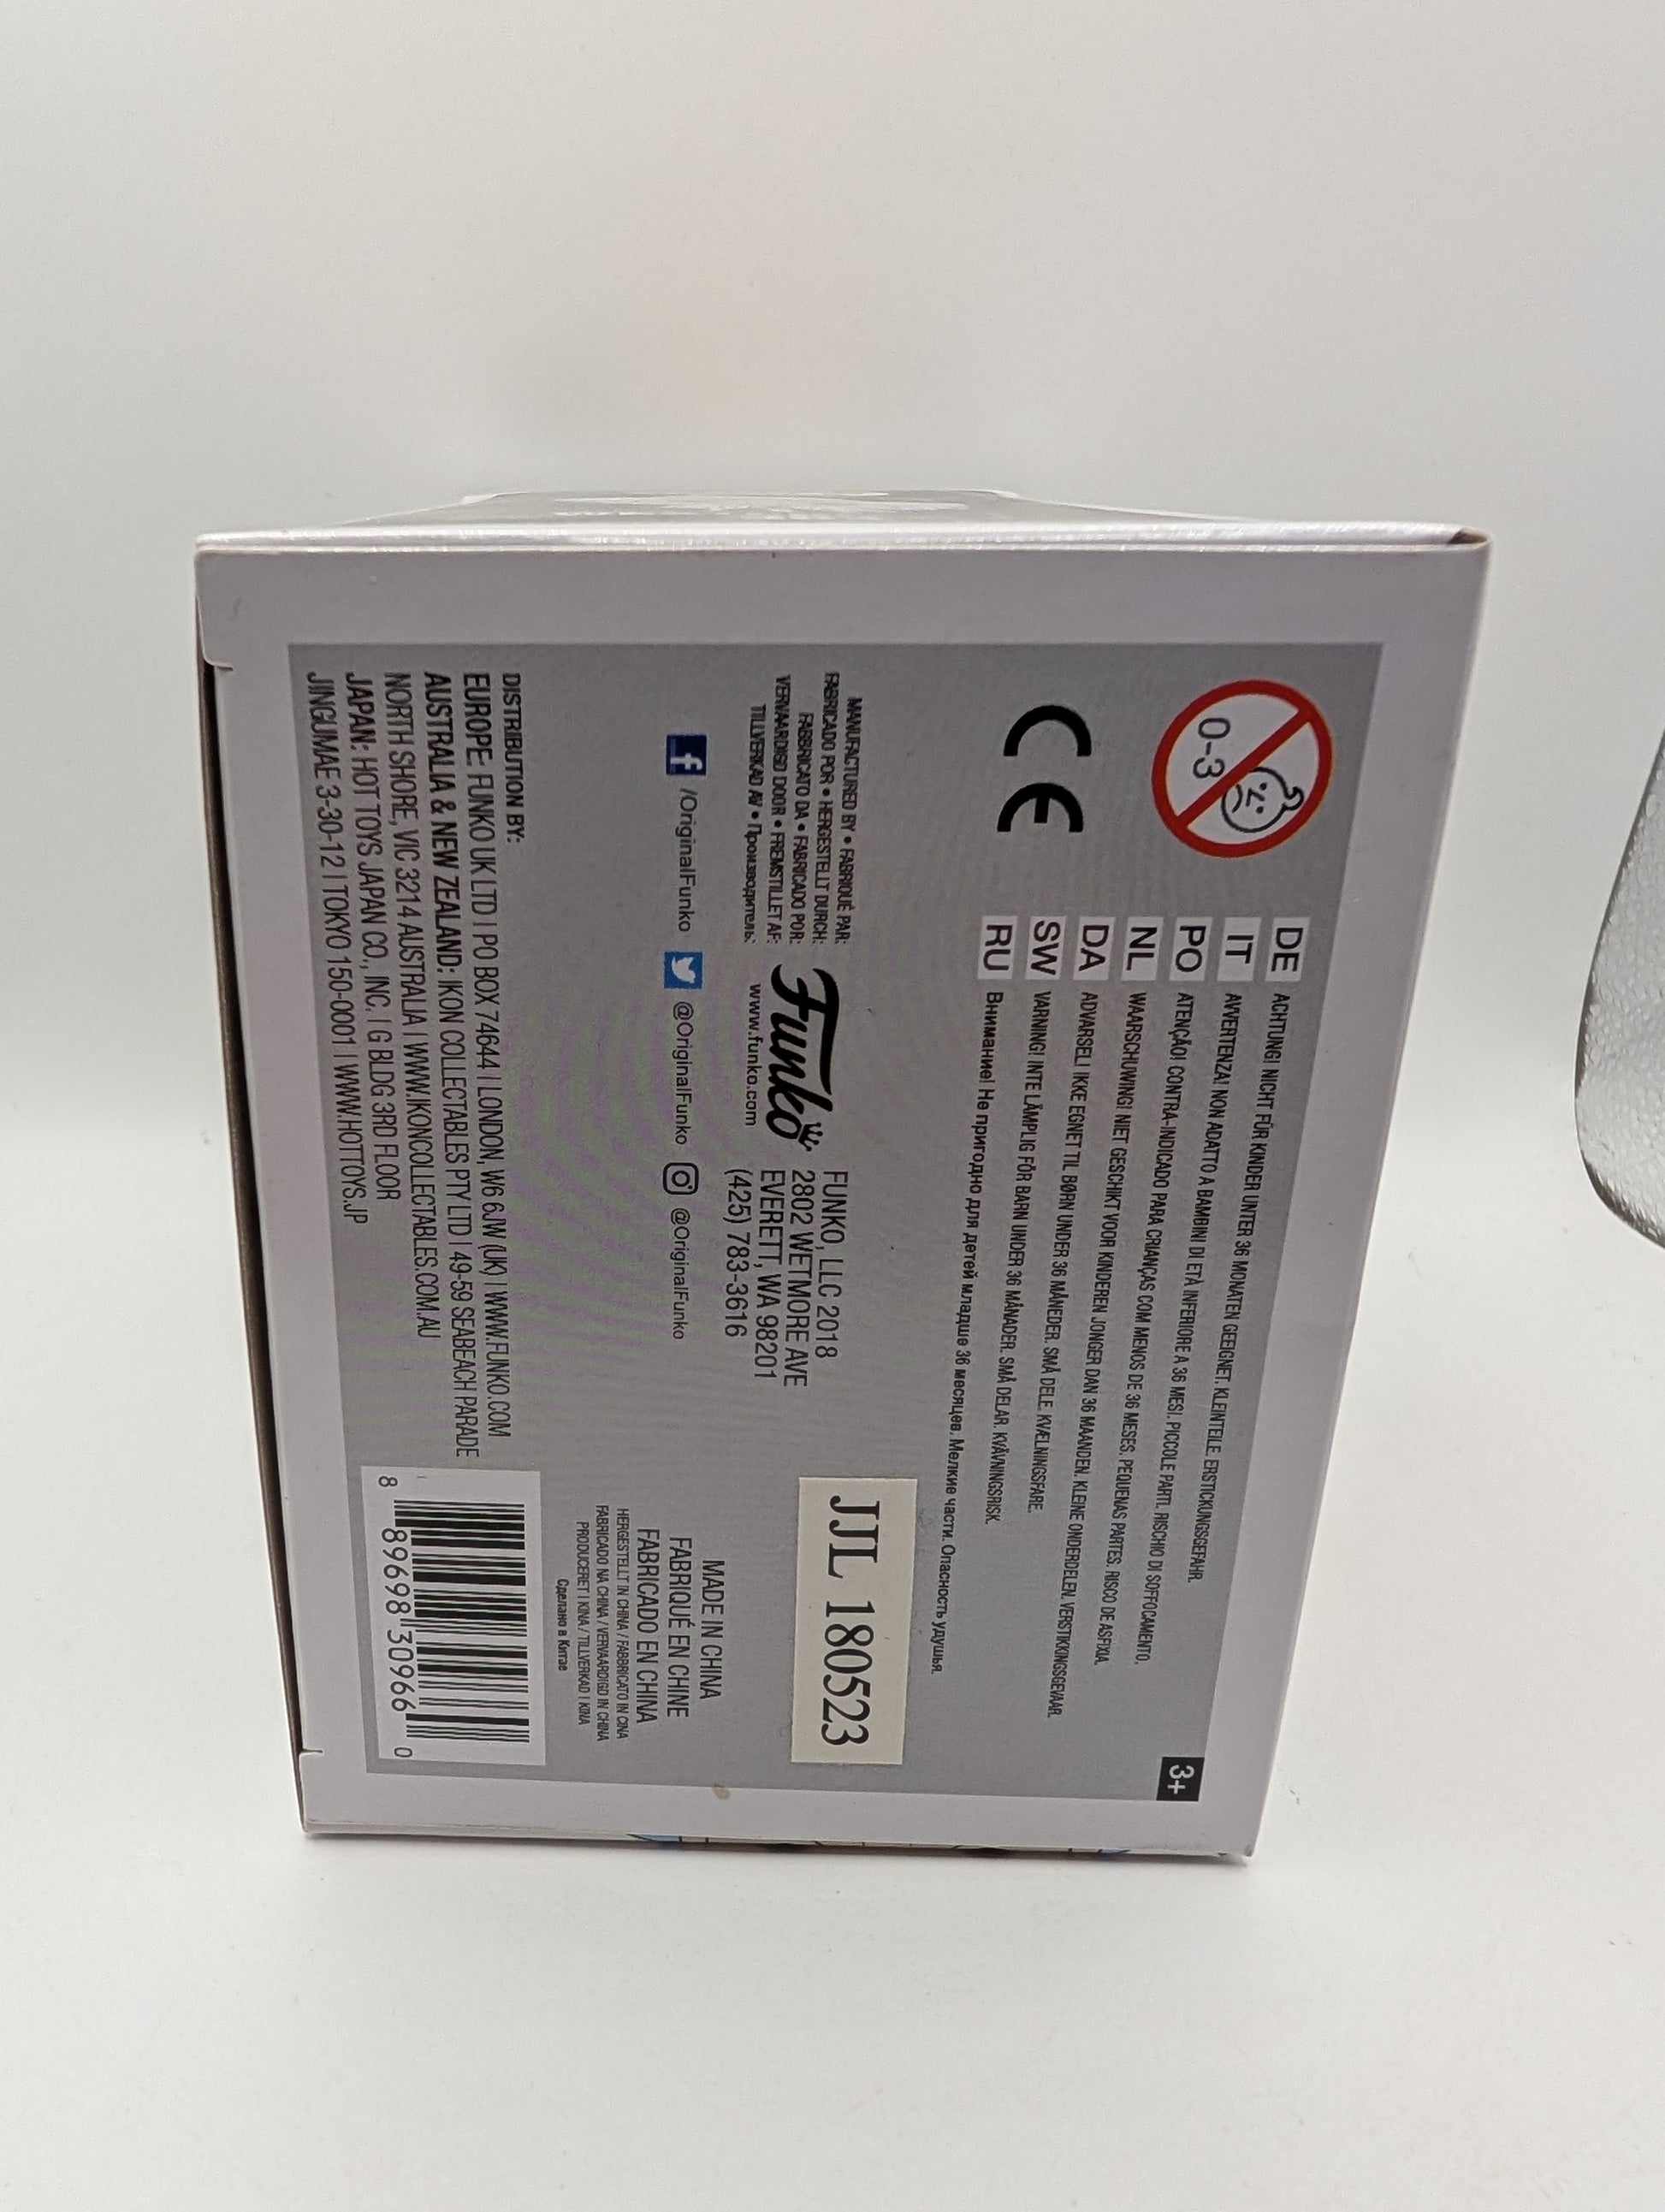 0-3
CE
DE ACHTUNG! NICHT FÜR KINDER UNTER 36 MONATEN GEEIGNET. KLEINTEILE. ERSTICKUNGSGEFAHR.
IT AVVERTENZA! NON ADATTO A BAMBINI DI ETÀ INFERIORE A 36 MESI. PICCOLE PARTI. RISCHIO DI SOFFOCAMENTO.
PO ATENÇÃO! CONTRA-INDICADO PARA CRIANÇAS COM MENOS DE 36 MESES. PEQUENAS PARTES. RISCO DE ASFIXIA.
NL WAARSCHUWING! NIET GESCHIKT VOOR KINDEREN JONGER DAN 36 MAANDEN. KLEINE ONDERDELEN. VERSTIKKINGSGEVAAR.
DA ADVARSEL! IKKE EGNET TIL BØRN UNDER 36 MÅNEDER. SMÅ DELE. KVÆLNINGSFARE.
SW VARNING! INTE LÄMPLIG FÖR BARN UNDER 36 MÅNADER. SMÅ DELAR. KVÄVNINGSRISK.
RU Внимание! Не пригодно для детей младше 36 месяцев. Мелкие части. Опасность удушья.
3+
MANUFACTURED BY • FABRIQUÉ PAR:
FABRICADO POR • HERGESTELLT DURCH:
FABBRICATO DA • FABRICADO POR:
VERVAARDIGD DOOR • FREMSTILLET AF:
TILLVERKAD AV • Производитель:
Funko
www.funko.com
FUNKO, LLC 2018
2802 WETMORE AVE
EVERETT, WA 98201
(425) 783-3616
JJL 180523
/OriginalFunko @OriginalFunko @OriginalFunko
MADE IN CHINA
FABRIQUÉ EN CHINE
FABRICADO EN CHINA
HERGESTELLT IN CHINA / FABBRICATO IN CINA
FABRICADO NA CHINA / VERVAARDIGD IN CHINA
PRODUCERET I KINA / TILLVERKAD I KINA
Сделано в Китае
DISTRIBUTION BY:
EUROPE: FUNKO UK LTD | PO BOX 74644 | LONDON, W6 6JW (UK) | WWW.FUNKO.COM
AUSTRALIA & NEW ZEALAND: IKON COLLECTABLES PTY LTD | 49-59 SEABEACH PARADE
NORTH SHORE, VIC 3214 AUSTRALIA | WWW.IKONCOLLECTABLES.COM.AU
JAPAN: HOT TOYS JAPAN CO., INC. | G BLDG 3RD FLOOR
JINGUMAE 3-30-12 | TOKYO 150-0001 | WWW.HOTTOYS.JP
8 89698 30966 0